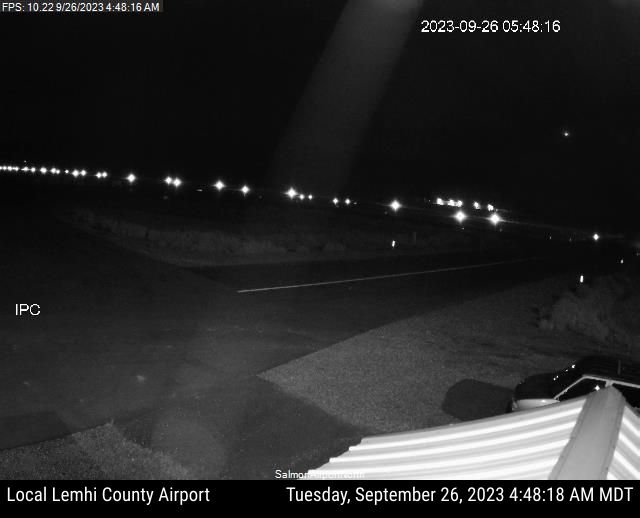 FPS: 10.22 9/26/2023 4:48:16 AM
2023-09-26 05:48:16
IPC
Local Lemhi County Airport
Tuesday, September 26, 2023 4:48:18 AM MDT